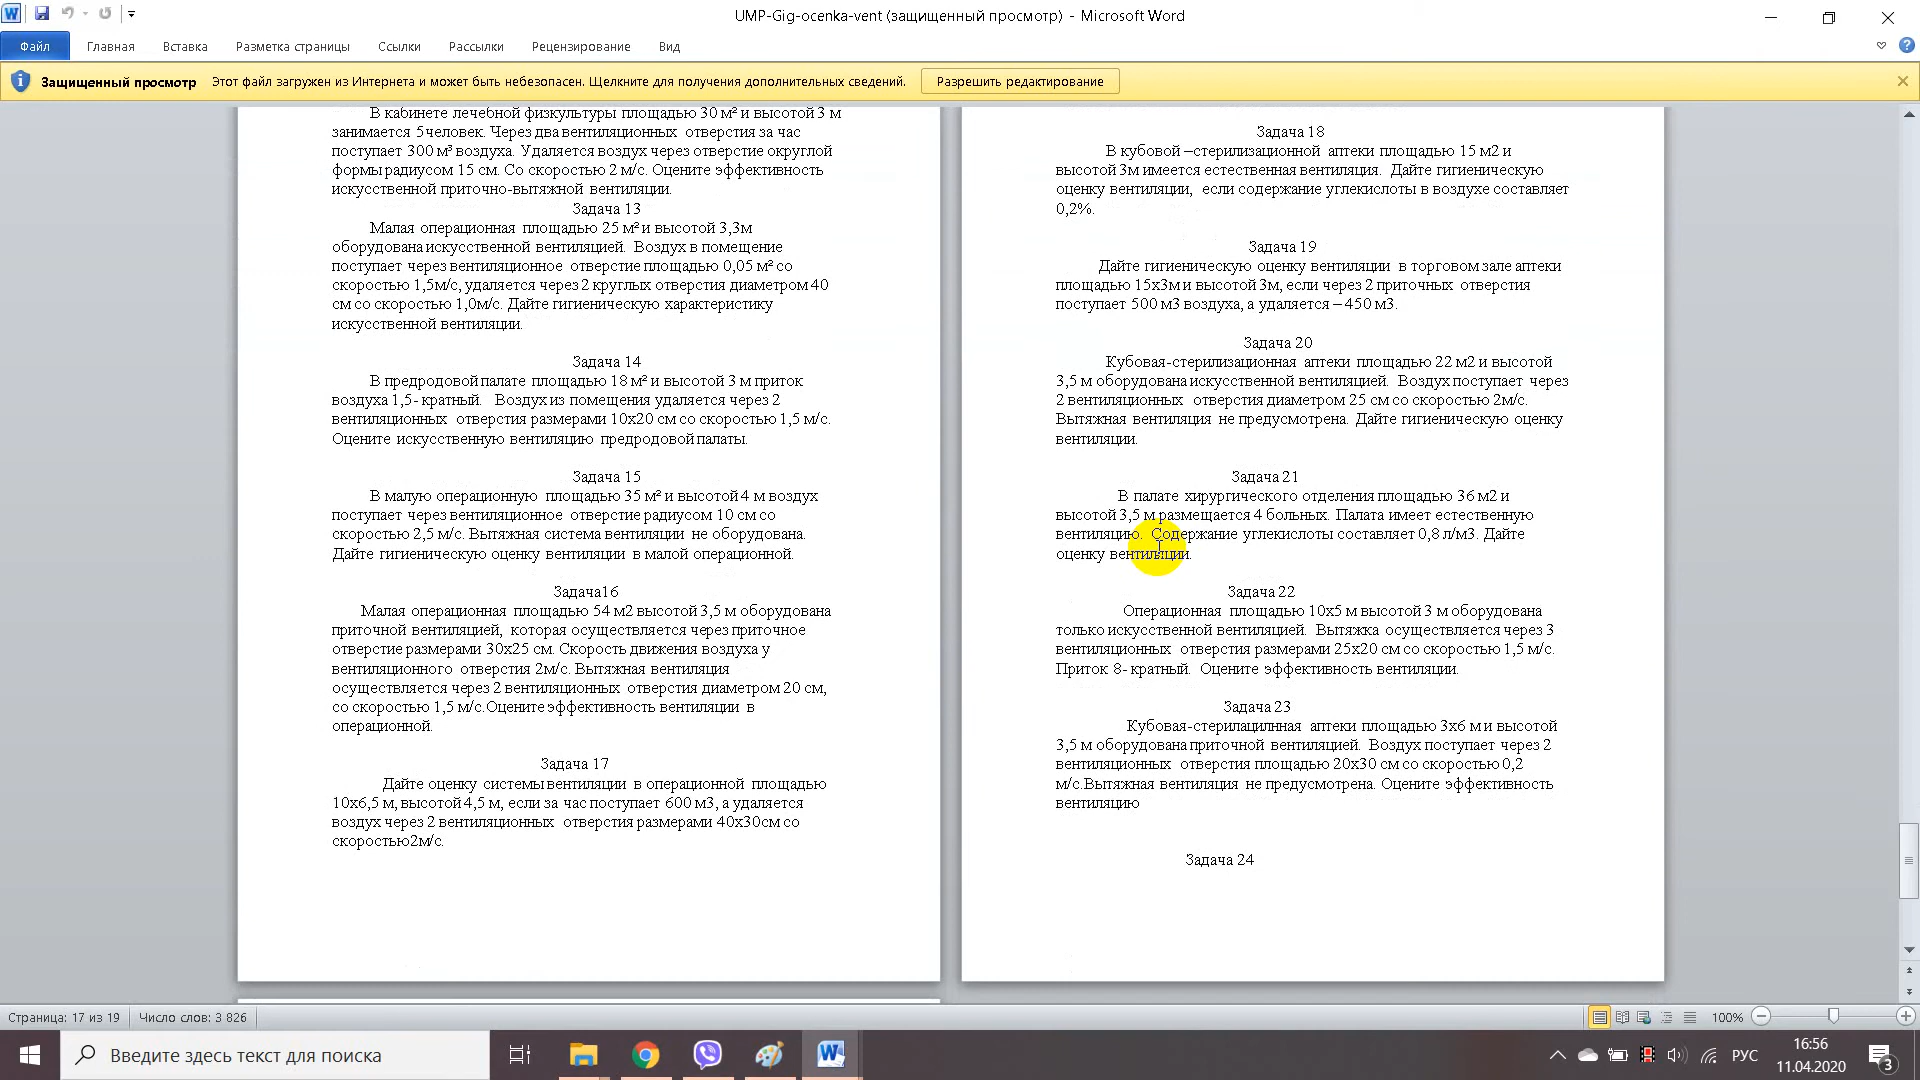 UMP-Gig-ocenka-vent (защищенный просмотр) - Microsoft Word
Файл Главная Вставка Разметка страницы Ссылки Рассылки Рецензирование Вид
Защищенный просмотр Этот файл загружен из Интернета и может быть небезопасен. Щелкните для получения дополнительных сведений. Разрешить редактирование
В кабинете лечебной физкультуры площадью 30 м² и высотой 3 м
занимается 5 человек. Через два вентиляционных отверстия за час
поступает 300 м³ воздуха. Удаляется воздух через отверстие округлой
формы радиусом 15 см. Со скоростью 2 м/с. Оцените эффективность
искусственной приточно-вытяжной вентиляции.
Задача 13
Малая операционная площадью 25 м² и высотой 3,3м
оборудована искусственной вентиляцией. Воздух в помещение
поступает через вентиляционное отверстие площадью 0,05 м² со
скоростью 1,5м/с, удаляется через 2 круглых отверстия диаметром 40
см со скоростью 1,0м/с. Дайте гигиеническую характеристику
искусственной вентиляции.
Задача 14
В предродовой палате площадью 18 м² и высотой 3 м приток
воздуха 1,5- кратный. Воздух из помещения удаляется через 2
вентиляционных отверстия размерами 10х20 см со скоростью 1,5 м/с.
Оцените искусственную вентиляцию предродовой палаты.
Задача 15
В малую операционную площадью 35 м² и высотой 4 м воздух
поступает через вентиляционное отверстие радиусом 10 см со
скоростью 2,5 м/с. Вытяжная система вентиляции не оборудована.
Дайте гигиеническую оценку вентиляции в малой операционной.
Задача16
Малая операционная площадью 54 м2 высотой 3,5 м оборудована
приточной вентиляцией, которая осуществляется через приточное
отверстие размерами 30х25 см. Скорость движения воздуха у
вентиляционного отверстия 2м/с. Вытяжная вентиляция
осуществляется через 2 вентиляционных отверстия диаметром 20 см,
со скоростью 1,5 м/с.Оцените эффективность вентиляции в
операционной.
Задача 17
Дайте оценку системы вентиляции в операционной площадью
10х6,5 м, высотой 4,5 м, если за час поступает 600 м3, а удаляется
воздух через 2 вентиляционных отверстия размерами 40х30см со
скоростью2м/с.
Задача 18
В кубовой –стерилизационной аптеки площадью 15 м2 и
высотой 3м имеется естественная вентиляция. Дайте гигиеническую
оценку вентиляции, если содержание углекислоты в воздухе составляет
0,2%.
Задача 19
Дайте гигиеническую оценку вентиляции в торговом зале аптеки
площадью 15х3м и высотой 3м, если через 2 приточных отверстия
поступает 500 м3 воздуха, а удаляется – 450 м3.
Задача 20
Кубовая-стерилизационная аптеки площадью 22 м2 и высотой
3,5 м оборудована искусственной вентиляцией. Воздух поступает через
2 вентиляционных отверстия диаметром 25 см со скоростью 2м/с.
Вытяжная вентиляция не предусмотрена. Дайте гигиеническую оценку
вентиляции.
Задача 21
В палате хирургического отделения площадью 36 м2 и
высотой 3,5 м размещается 4 больных. Палата имеет естественную
вентиляцию. Содержание углекислоты составляет 0,8 л/м3. Дайте
оценку вентиляции.
Задача 22
Операционная площадью 10х5 м высотой 3 м оборудована
только искусственной вентиляцией. Вытяжка осуществляется через 3
вентиляционных отверстия размерами 25х20 см со скоростью 1,5 м/с.
Приток 8- кратный. Оцените эффективность вентиляции.
Задача 23
Кубовая-стерилацилнная аптеки площадью 3х6 м и высотой
3,5 м оборудована приточной вентиляцией. Воздух поступает через 2
вентиляционных отверстия площадью 20х30 см со скоростью 0,2
м/с.Вытяжная вентиляция не предусмотрена. Оцените эффективность
вентиляцию
Задача 24
Страница: 17 из 19 Число слов: 3 826 100%
Введите здесь текст для поиска
РУС
16:56
11.04.2020
3